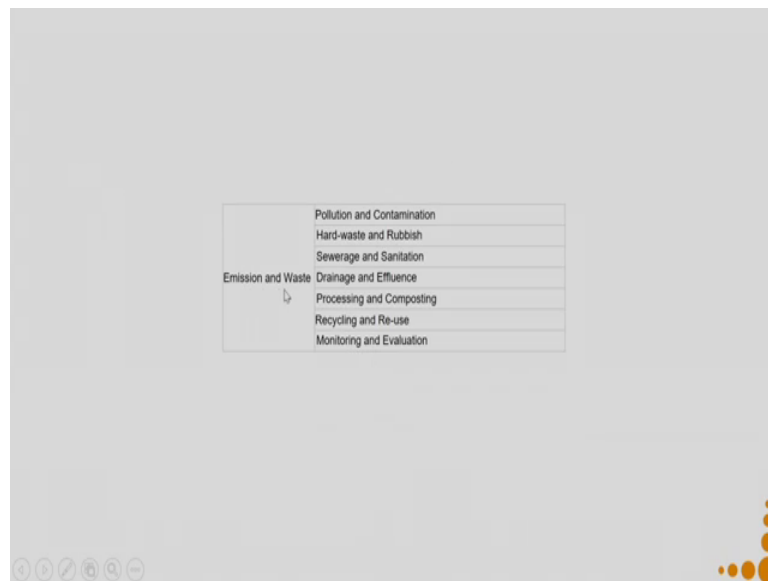 Pollution and Contamination
Hard-waste and Rubbish
Sewerage and Sanitation
Emission and Waste Drainage and Effluence
Processing and Composting
Recycling and Re-use
Monitoring and Evaluation